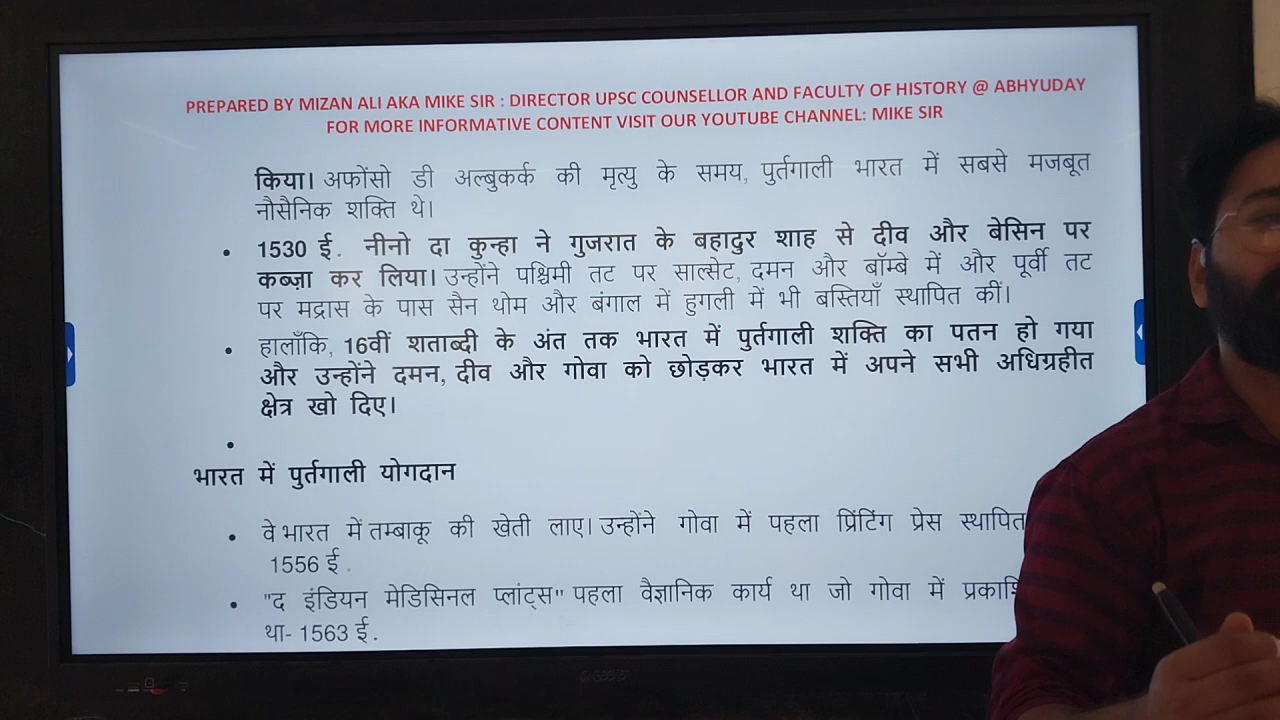 PREPARED BY MIZAN ALI AKA MIKE SIR : DIRECTOR UPSC COUNSELLOR AND FACULTY OF HISTORY @ ABHYUDAY
FOR MORE INFORMATIVE CONTENT VISIT OUR YOUTUBE CHANNEL: MIKE SIR
किया। अफोंसो डी अल्बुकर्क की मृत्यु के समय, पुर्तगाली भारत में सबसे मजबूत
नौसैनिक शक्ति थे।
• 1530 ई. नीनो दा कुन्हा ने गुजरात के बहादुर शाह से दीव और बेसिन पर
कब्ज़ा कर लिया। उन्होंने पश्चिमी तट पर साल्सेट, दमन और बॉम्बे में और पूर्वी तट
पर मद्रास के पास सैन थोम और बंगाल में हुगली में भी बस्तियाँ स्थापित कीं।
• हालाँकि, 16वीं शताब्दी के अंत तक भारत में पुर्तगाली शक्ति का पतन हो गया
और उन्होंने दमन, दीव और गोवा को छोड़कर भारत में अपने सभी अधिग्रहीत
क्षेत्र खो दिए।
•
भारत में पुर्तगाली योगदान
• वे भारत में तम्बाकू की खेती लाए। उन्होंने गोवा में पहला प्रिंटिंग प्रेस स्थापित
1556 ई.
• "द इंडियन मेडिसिनल प्लांट्स" पहला वैज्ञानिक कार्य था जो गोवा में
था- 1563 ई.